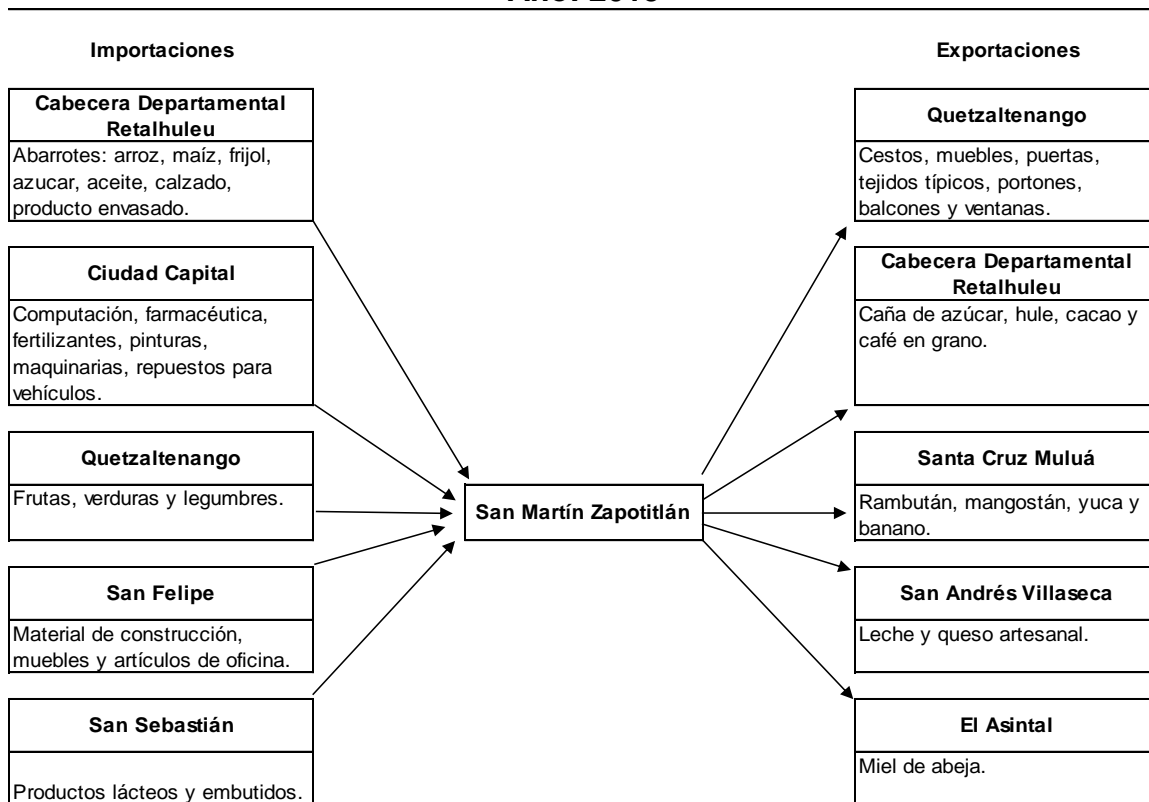 Importaciones
Cabecera Departamental
Retalhuleu
Abarrotes: arroz, maíz, frijol,
azucar, aceite, calzado,
producto envasado.
Ciudad Capital
Computación, farmacéutica,
fertilizantes, pinturas,
maquinarias, repuestos para
vehículos.
Quetzaltenango
Frutas, verduras y legumbres.
San Felipe
Material de construcción,
muebles y artículos de oficina.
San Sebastián
Productos lácteos y embutidos.
San Martín Zapotitlán
Exportaciones
Quetzaltenango
Cestos, muebles, puertas,
tejidos típicos, portones,
balcones y ventanas.
Cabecera Departamental
Retalhuleu
Caña de azúcar, hule, cacao y
café en grano.
Santa Cruz Muluá
Rambután, mangostán, yuca y
banano.
San Andrés Villaseca
Leche y queso artesanal.
El Asintal
Miel de abeja.